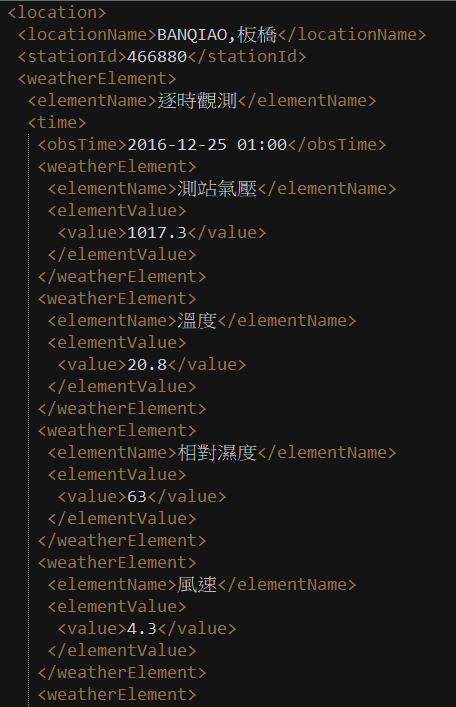 <location>
<locationName>BANQIAO,板橋</locationName>
<stationId>466880</stationId>
<weatherElement>
<elementName>逐時觀測</elementName>
<time>
<obsTime>2016-12-25 01:00</obsTime>
<weatherElement>
<elementName>測站氣壓</elementName>
<elementValue>
<value>1017.3</value>
</elementValue>
</weatherElement>
<weatherElement>
<elementName>溫度</elementName>
<elementValue>
<value>20.8</value>
</elementValue>
</weatherElement>
<weatherElement>
<elementName>相對濕度</elementName>
<elementValue>
<value>63</value>
</elementValue>
</weatherElement>
<weatherElement>
<elementName>風速</elementName>
<elementValue>
<value>4.3</value>
</elementValue>
</weatherElement>
<weatherElement>